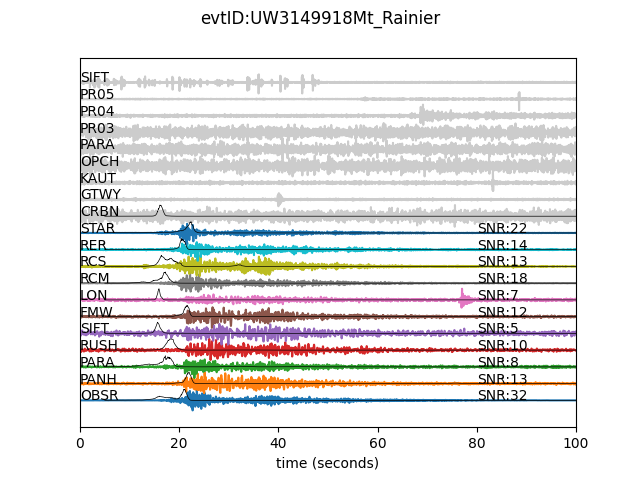 evtID:UW3149918Mt_Rainier
SIFT
PR05
PR04
PR03
PARA
OPCH
KAUT
GTWY
CRBN
STAR SNR:22
RER SNR:14
RCS SNR:13
RCM SNR:18
LON SNR:7
FMW SNR:12
SIFT SNR:5
RUSH SNR:10
PARA SNR:8
PANH SNR:13
OBSR SNR:32
0 20 40 60 80 100
time (seconds)